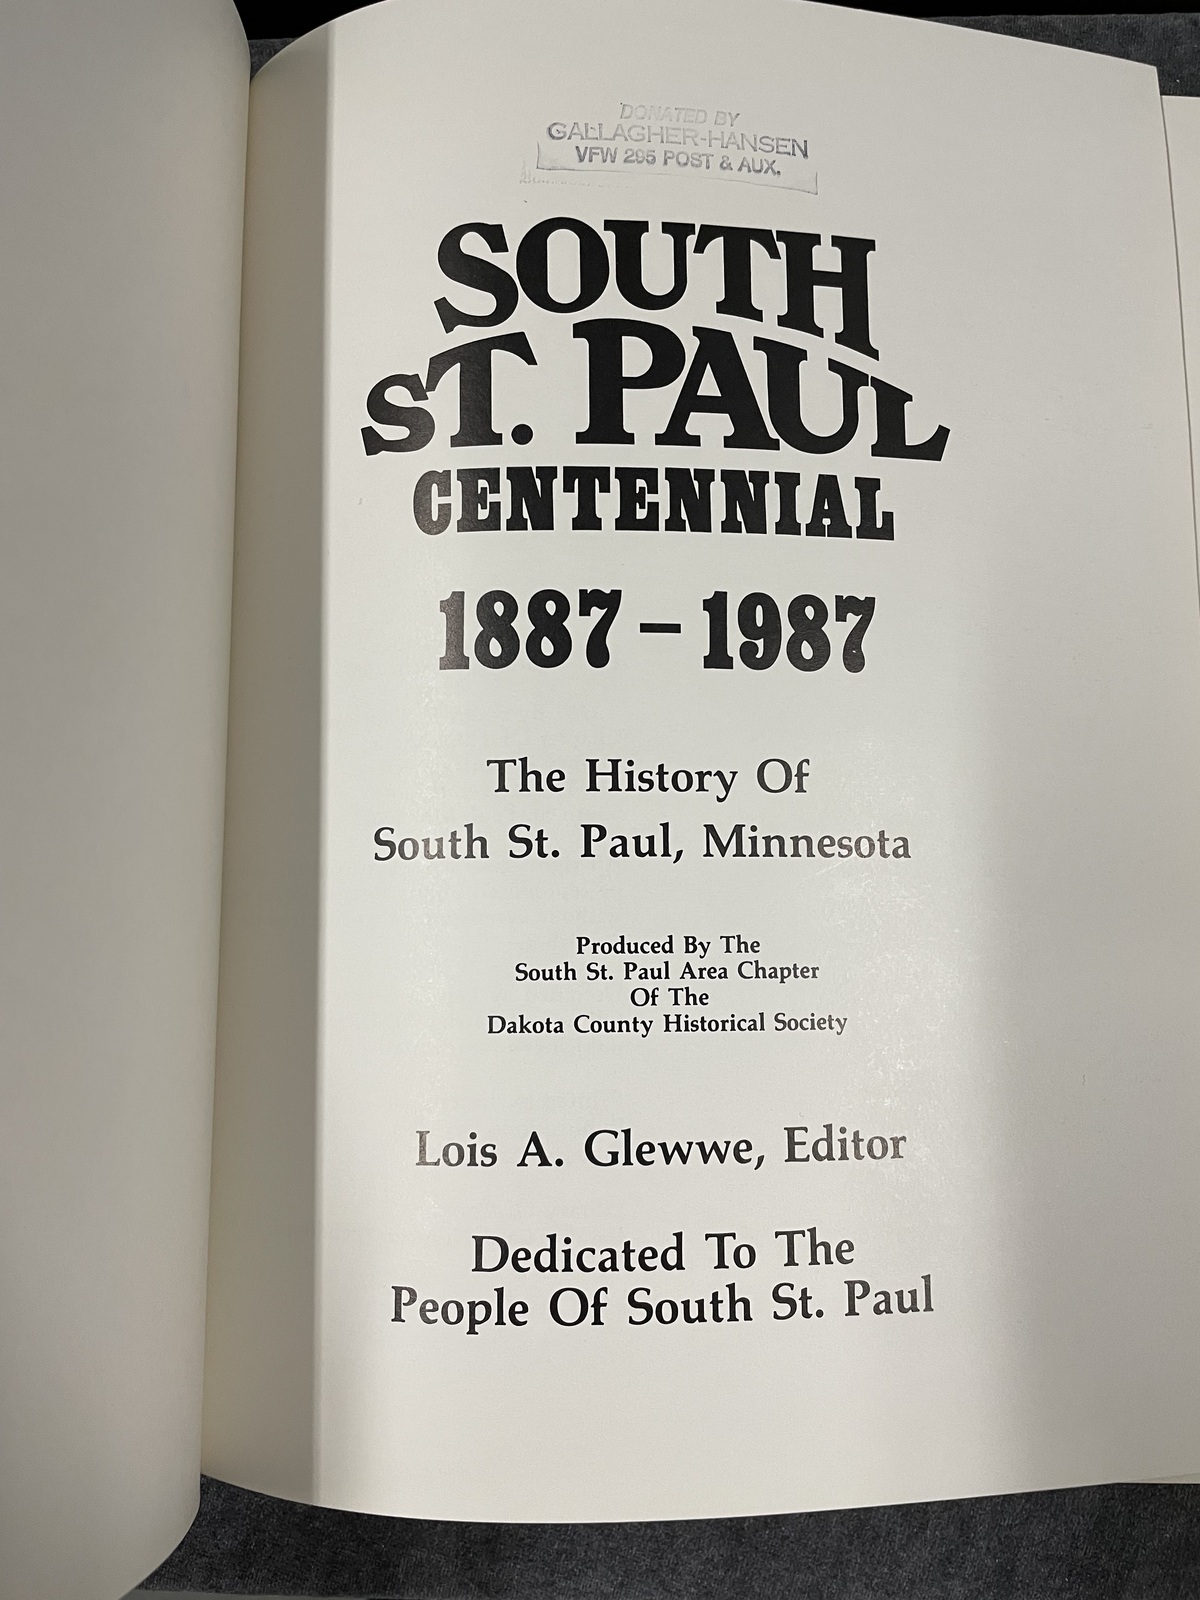 DONATED BY
GALLAGHER-HANSEN
VFW 295 POST & AUX.
SOUTH
ST. PAUL
CENTENNIAL
1887 – 1987
The History Of
South St. Paul, Minnesota
Produced By The
South St. Paul Area Chapter
Of The
Dakota County Historical Society
Lois A. Glewwe, Editor
Dedicated To The
People Of South St. Paul